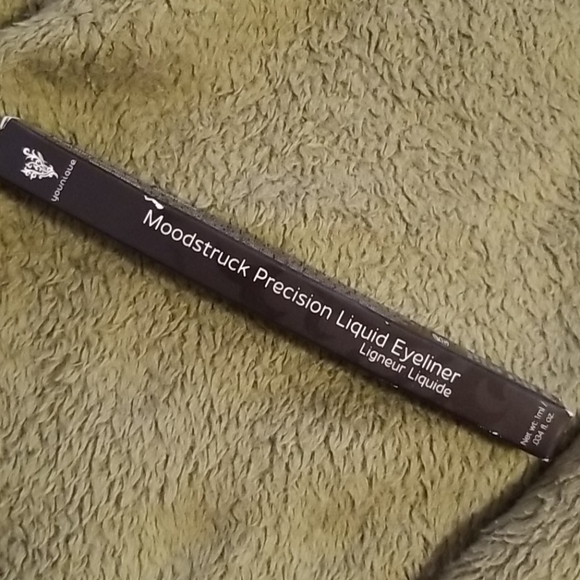 younique
Moodstruck Precision Liquid Eyeliner
Ligneur Liquide
Net wt. 1ml /
.034 fl. oz.